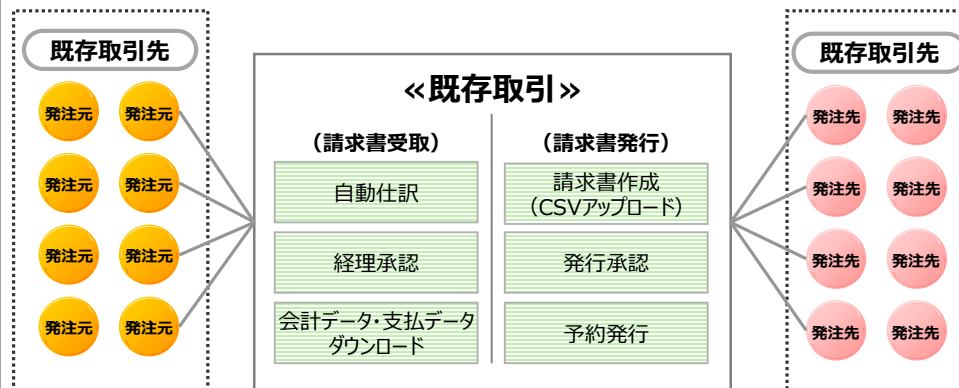 既存取引先
発注元 発注元
発注元 発注元
発注元 発注元
発注元 発注元
≪既存取引≫
（請求書受取）
自動仕訳
経理承認
会計データ・支払データ
ダウンロード
（請求書発行）
請求書作成
（CSVアップロード）
発行承認
予約発行
既存取引先
発注先 発注先
発注先 発注先
発注先 発注先
発注先 発注先